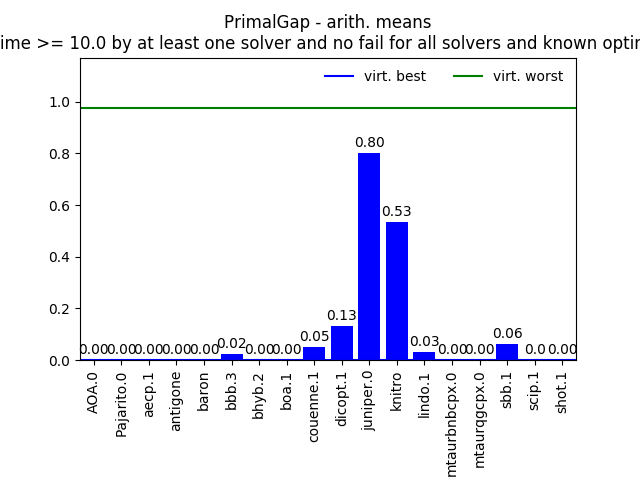 PrimalGap - arith. means
ime >= 10.0 by at least one solver and no fail for all solvers and known optim
virt. best virt. worst
1.0
0.8
0.6
0.4
0.2
0.0
0.00 0.00 0.00 0.00 0.00 0.02 0.00 0.00 0.05 0.13 0.80 0.53 0.03 0.00 0.00 0.06 0.0 0.00
AOA.0
Pajarito.0
aecp.1
antigone
baron
bbb.3
bhyb.2
boa.1
couenne.1
dicopt.1
juniper.0
knitro
lindo.1
mtaurbnbcpx.0
mtaurqgcpx.0
sbb.1
scip.1
shot.1